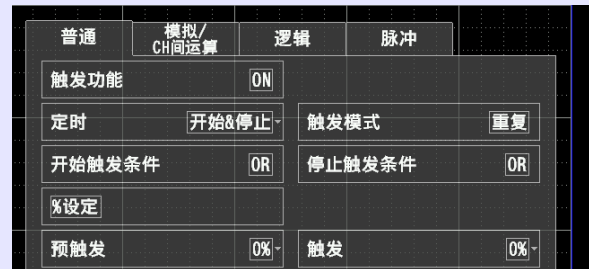 普通
模拟/
CH间运算
逻辑
脉冲
触发功能 ON
定时 开始&停止 触发模式 重复
开始触发条件 OR 停止触发条件 OR
%设定
预触发 0% 触发 0%